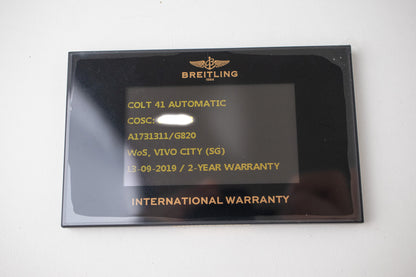 BREITLING
1884
COLT 41 AUTOMATIC
COSC:
A1731311/G820
WoS, VIVO CITY (SG)
13-09-2019 / 2-YEAR WARRANTY
INTERNATIONAL WARRANTY